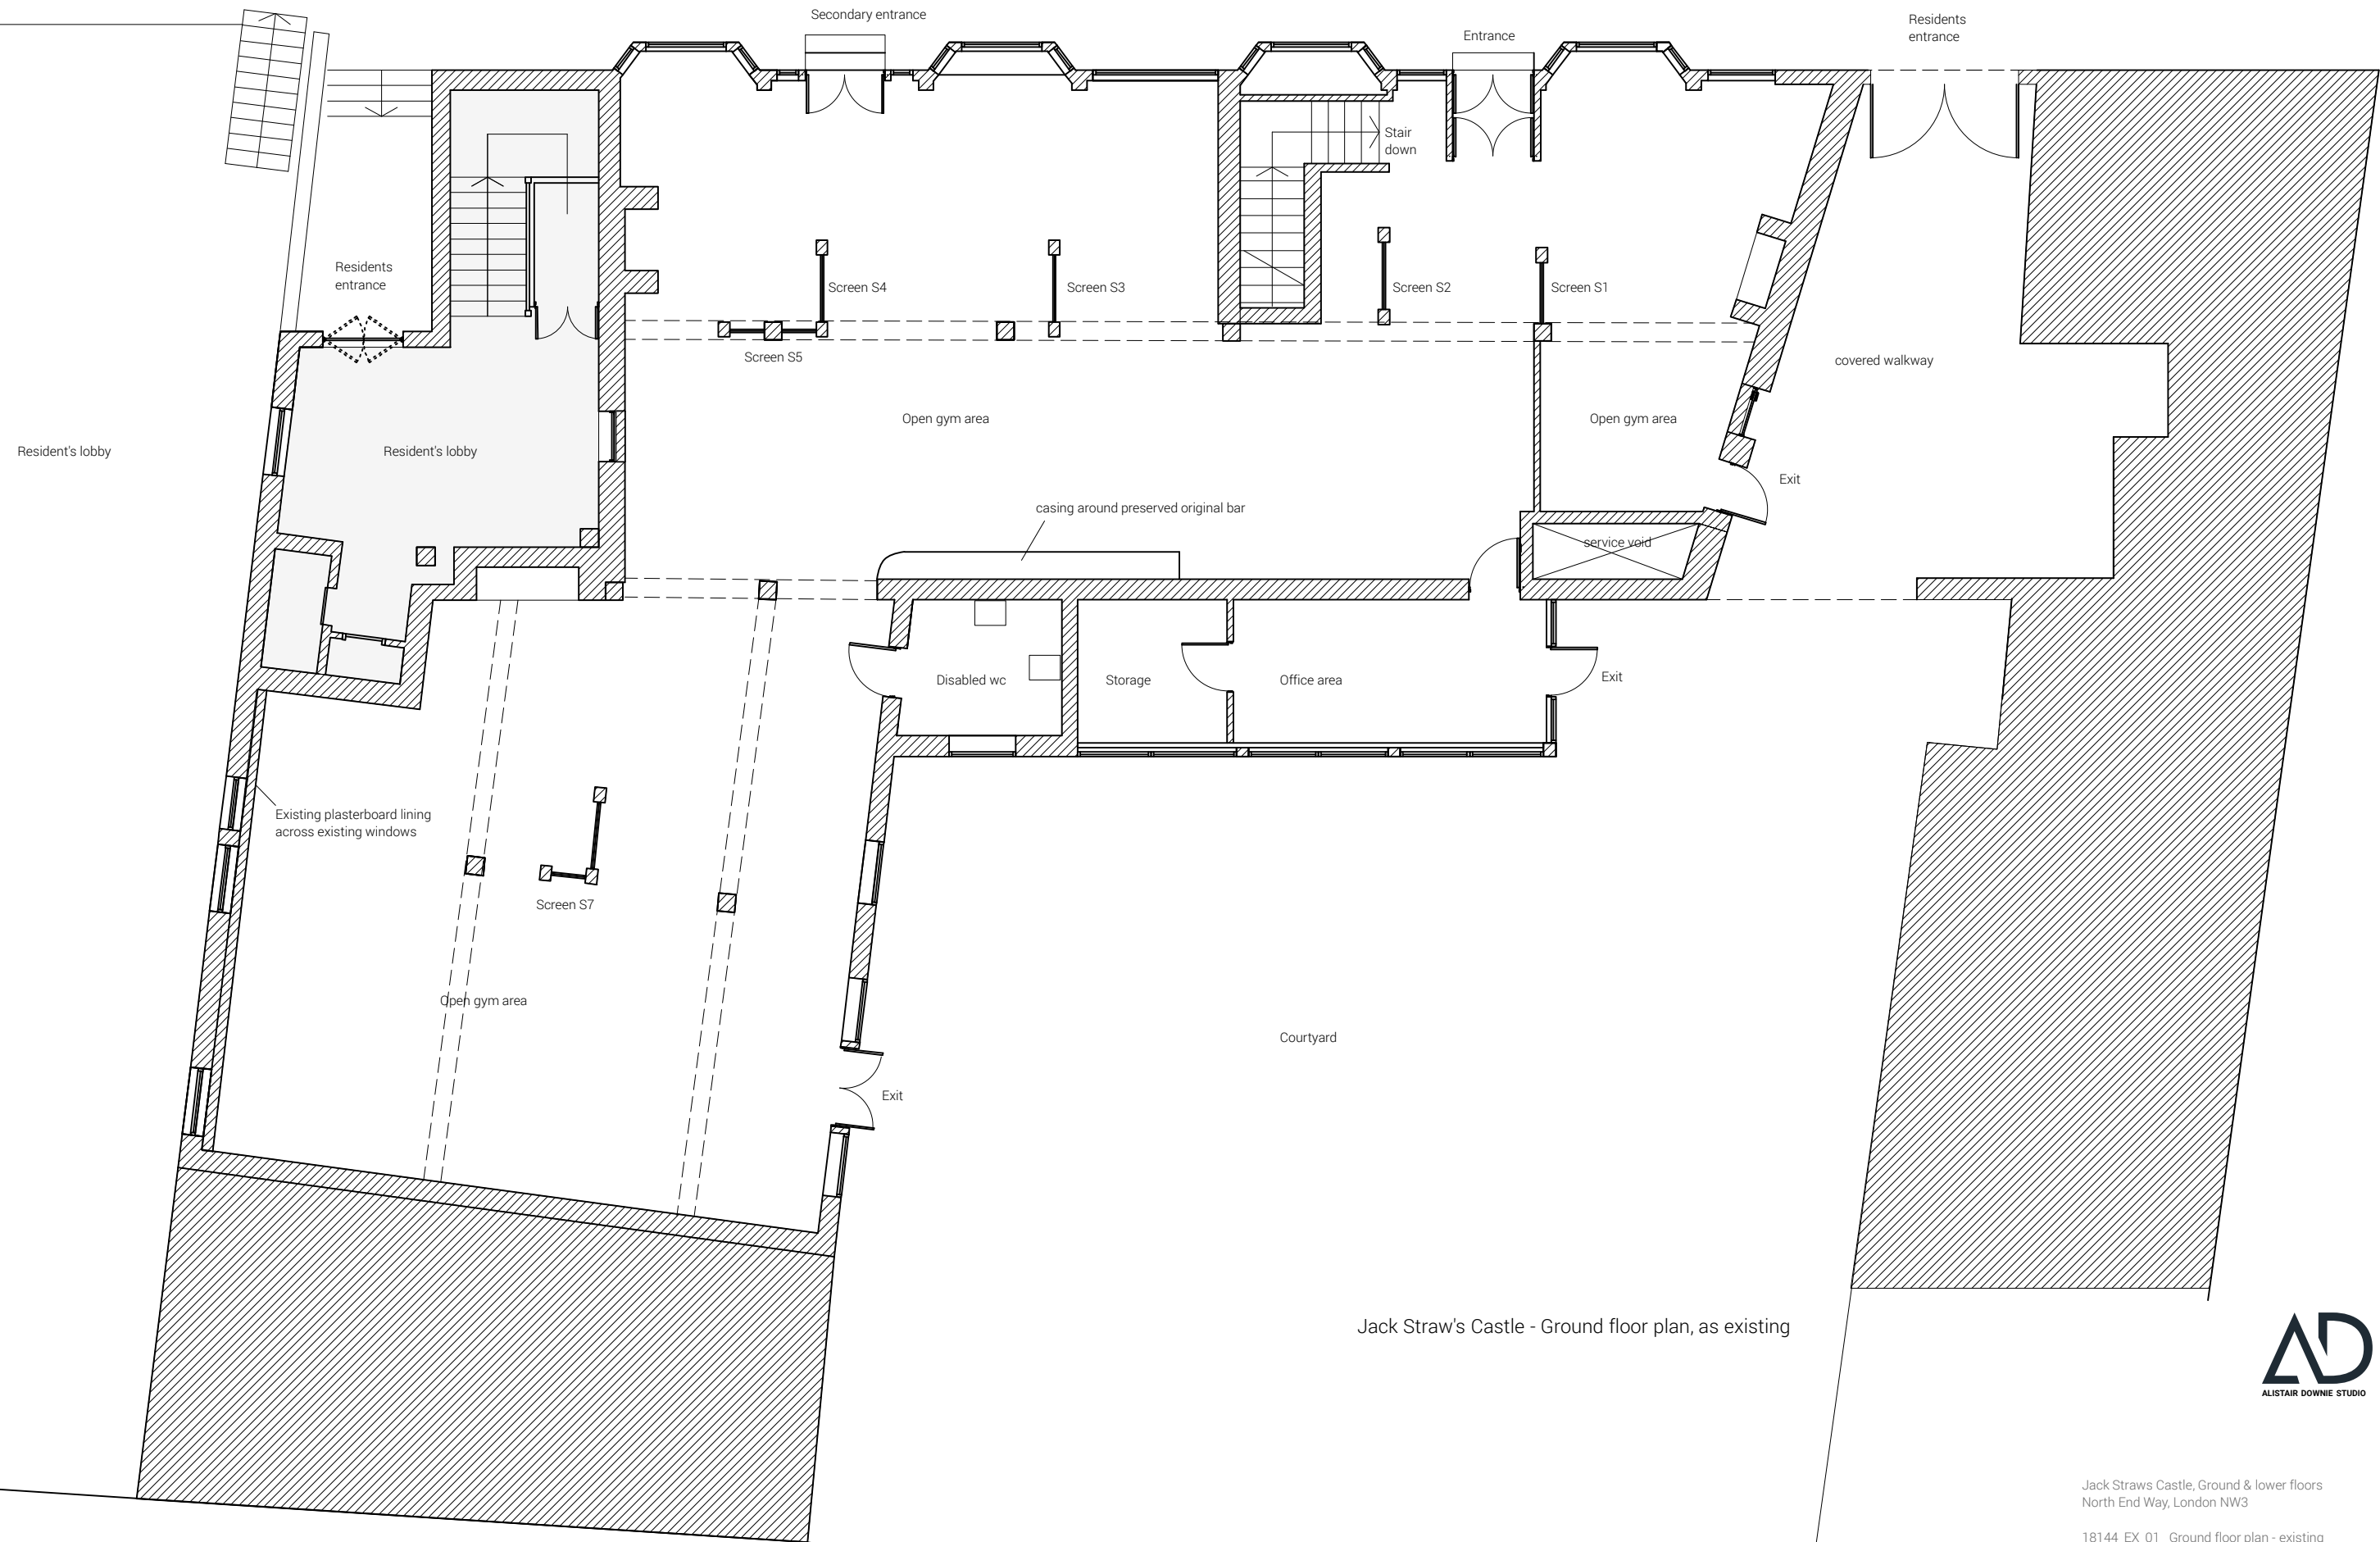 Secondary entrance
Entrance
Residents
entrance
Stair
down
Residents
entrance
Screen S4
Screen S3
Screen S2
Screen S1
Screen S5
covered walkway
Open gym area
Open gym area
Resident's lobby
Resident's lobby
Exit
casing around preserved original bar
service void
Disabled wc
Storage
Office area
Exit
Existing plasterboard lining
across existing windows
Screen S7
Open gym area
Courtyard
Exit
Jack Straw's Castle - Ground floor plan, as existing
AD
ALISTAIR DOWNIE STUDIO
Jack Straws Castle, Ground & lower floors
North End Way, London NW3
18144_EX_01_ Ground floor plan - existing